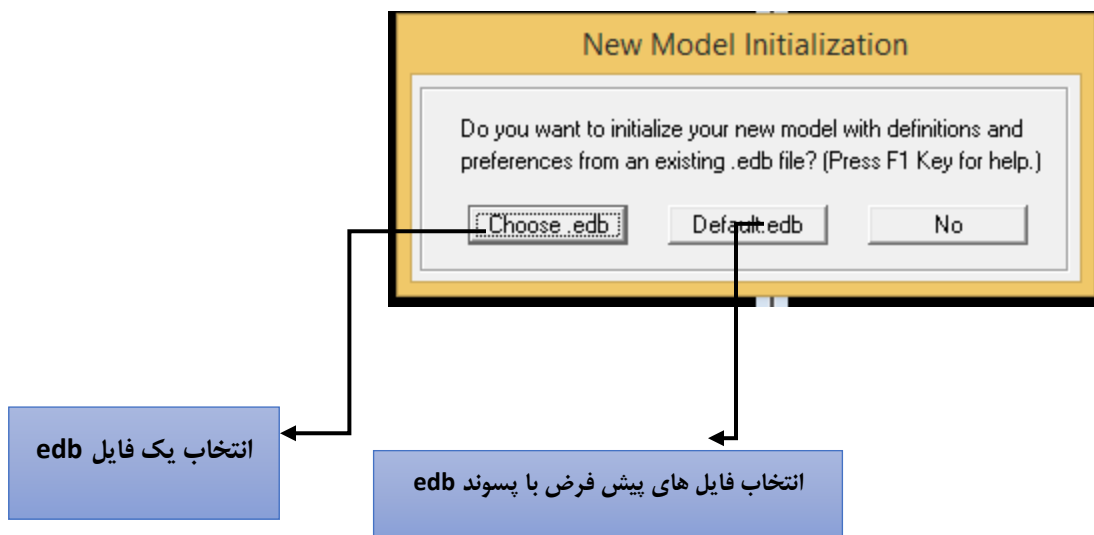 New Model Initialization
Do you want to initialize your new model with definitions and
preferences from an existing .edb file? (Press F1 Key for help.)
Choose .edb
Default.edb
No
انتخاب یک فایل edb
انتخاب فایل های پیش فرض با پسوند edb